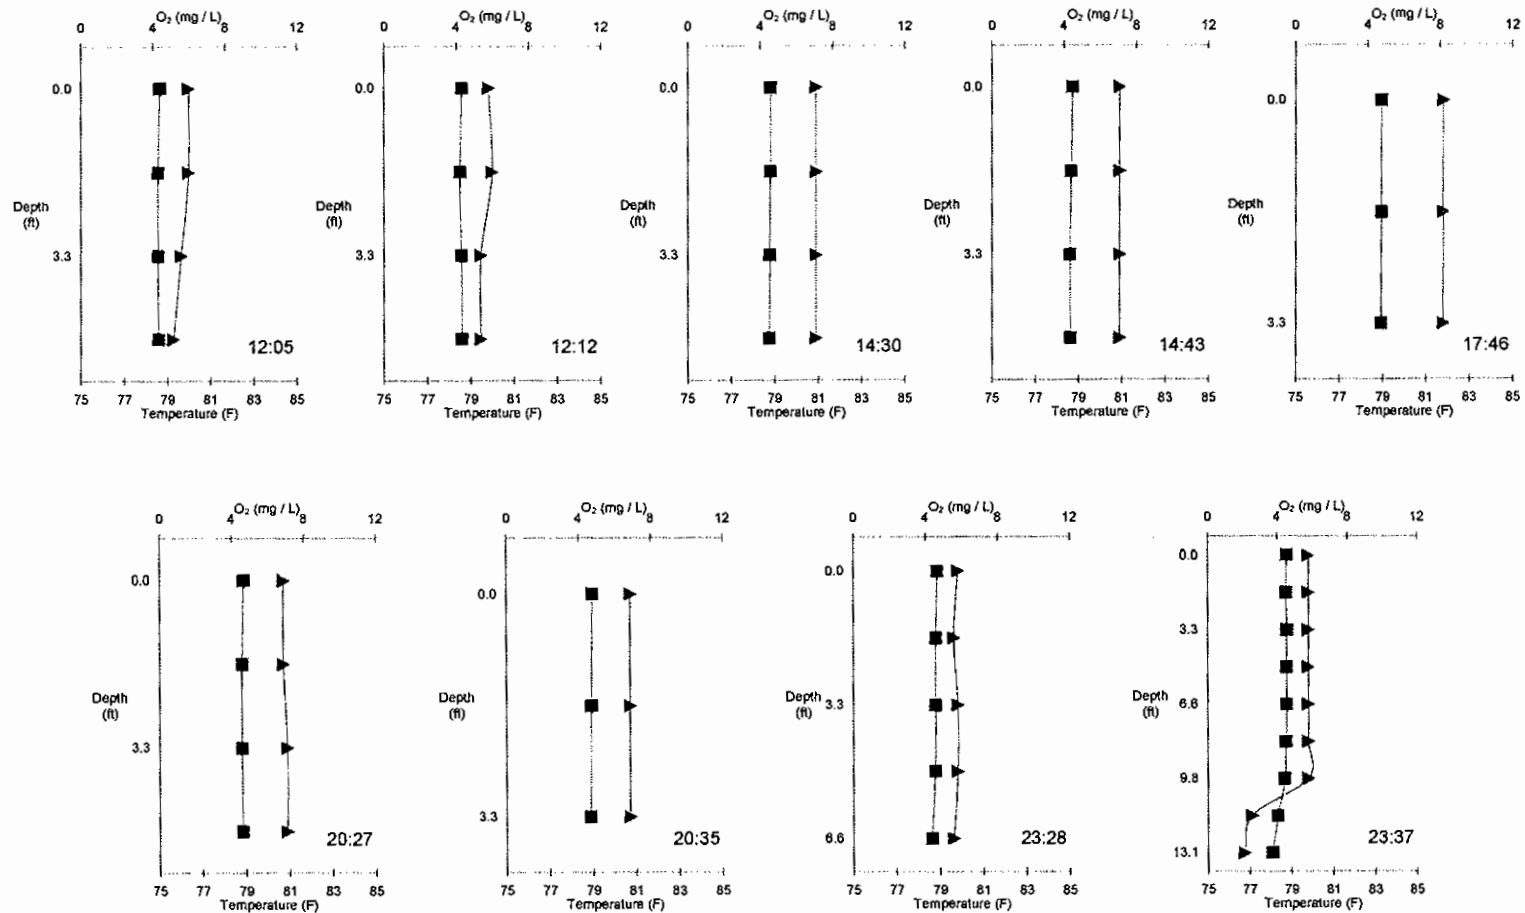 O₂ (mg / L) O₂ (mg / L) O₂ (mg / L) O₂ (mg / L) O₂ (mg / L)
0 4 8 12 0 4 8 12 0 4 8 12 0 4 8 12 0 4 8 12
0.0 0.0 0.0 0.0 0.0
Depth Depth Depth Depth Depth
(ft) (ft) (ft) (ft) (ft)
3.3 3.3 3.3 3.3 3.3
12:05 12:12 14:30 14:43 17:46
75 77 79 81 83 85 75 77 79 81 83 85 75 77 79 81 83 85 75 77 79 81 83 85 75 77 79 81 83 85
Temperature (F) Temperature (F) Temperature (F) Temperature (F) Temperature (F)
O₂ (mg / L) O₂ (mg / L) O₂ (mg / L) O₂ (mg / L)
0 4 8 12 0 4 8 12 0 4 8 12 0 4 8 12
0.0 0.0 0.0 0.0
3.3
Depth Depth Depth Depth
(ft) (ft) (ft) (ft)
3.3 3.3 6.6
9.8
3.3 6.6 13.1
20:27 20:35 23:28 23:37
75 77 79 81 83 85 75 77 79 81 83 85 75 77 79 81 83 85 75 77 79 81 83 85
Temperature (F) Temperature (F) Temperature (F) Temperature (F)